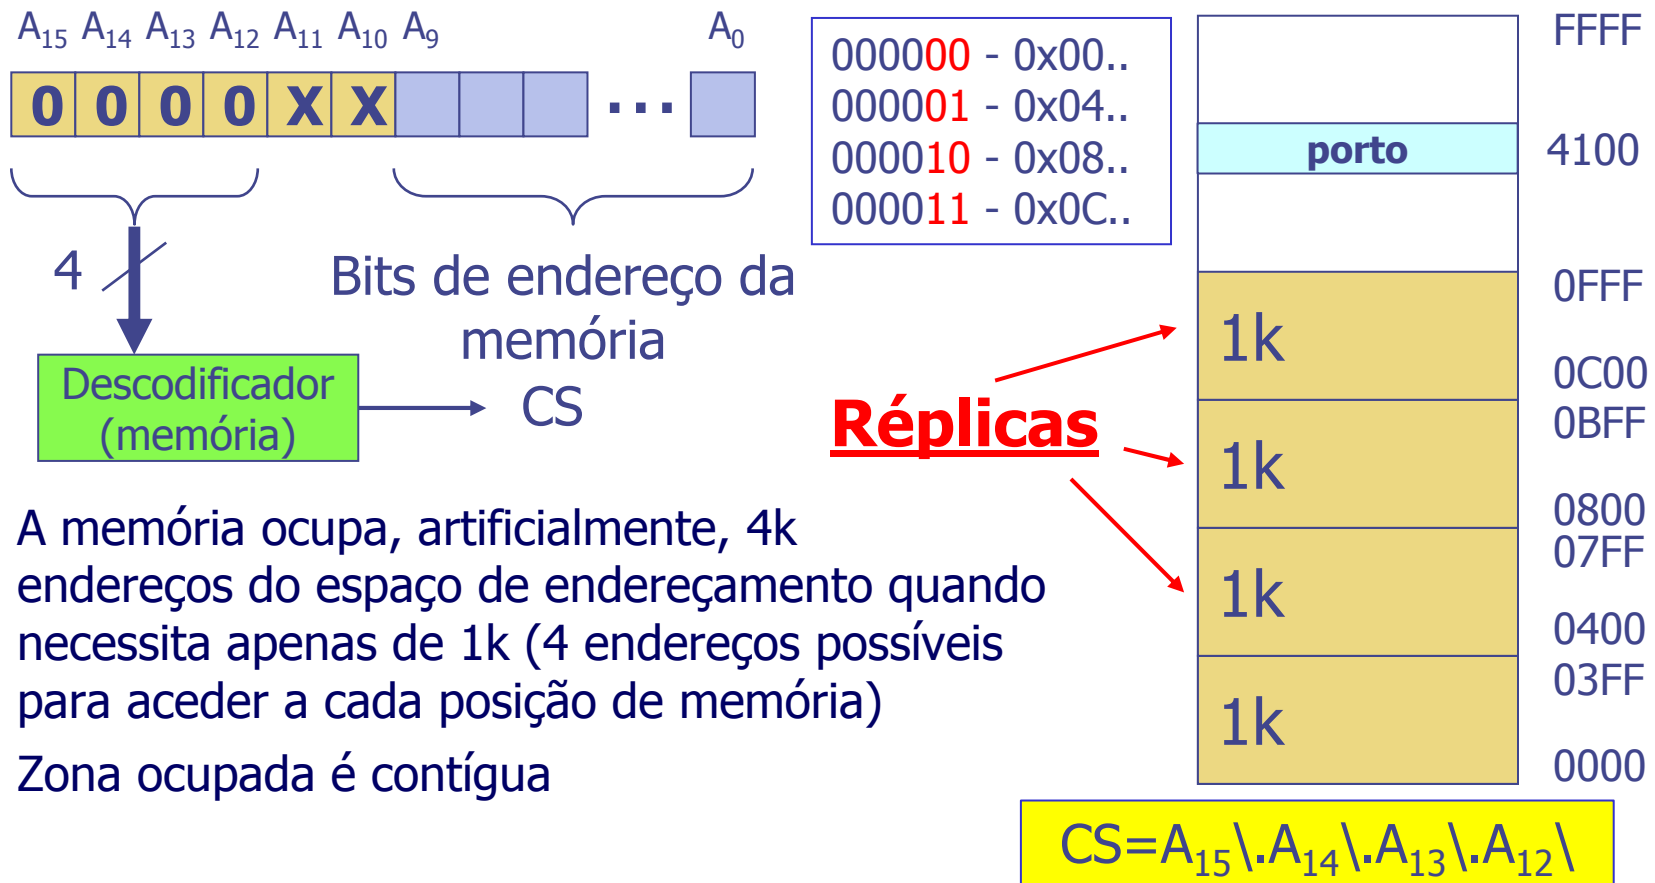 A15 A14 A13 A12 A11 A10 A9 A0
0 0 0 0 X X ...
4
Bits de endereço da
memória
Descodificador
(memória)
CS
000000 - 0x00..
000001 - 0x04..
000010 - 0x08..
000011 - 0x0C..
FFFF
porto 4100
0FFF
1k
0C00
0BFF
1k
0800
07FF
1k
0400
03FF
1k
0000
Réplicas
A memória ocupa, artificialmente, 4k
endereços do espaço de endereçamento quando
necessita apenas de 1k (4 endereços possíveis
para aceder a cada posição de memória)
Zona ocupada é contígua
CS=A15\.A14\.A13\.A12\